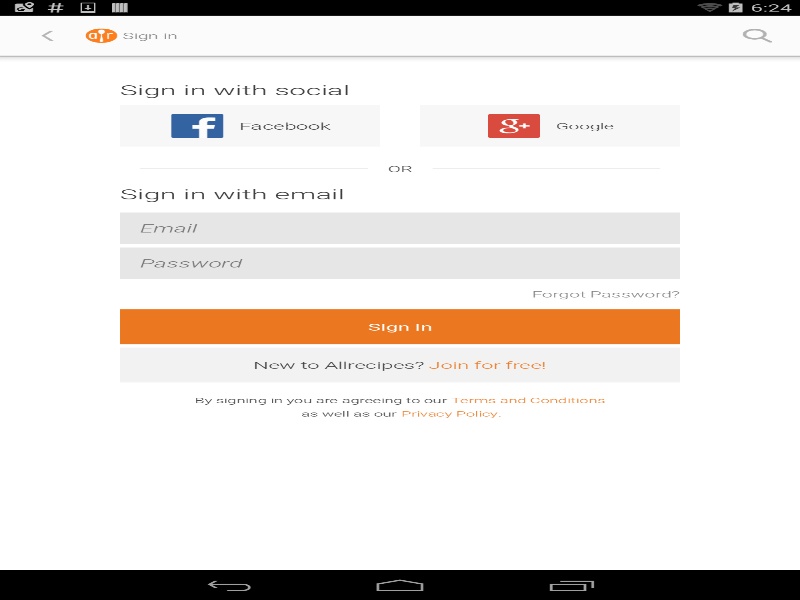 6:24
Sign in
Sign in with social
Facebook
Google
OR
Sign in with email
Email
Password
Forgot Password?
Sign In
New to Allrecipes? Join for free!
By signing in you are agreeing to our Terms and Conditions
as well as our Privacy Policy.